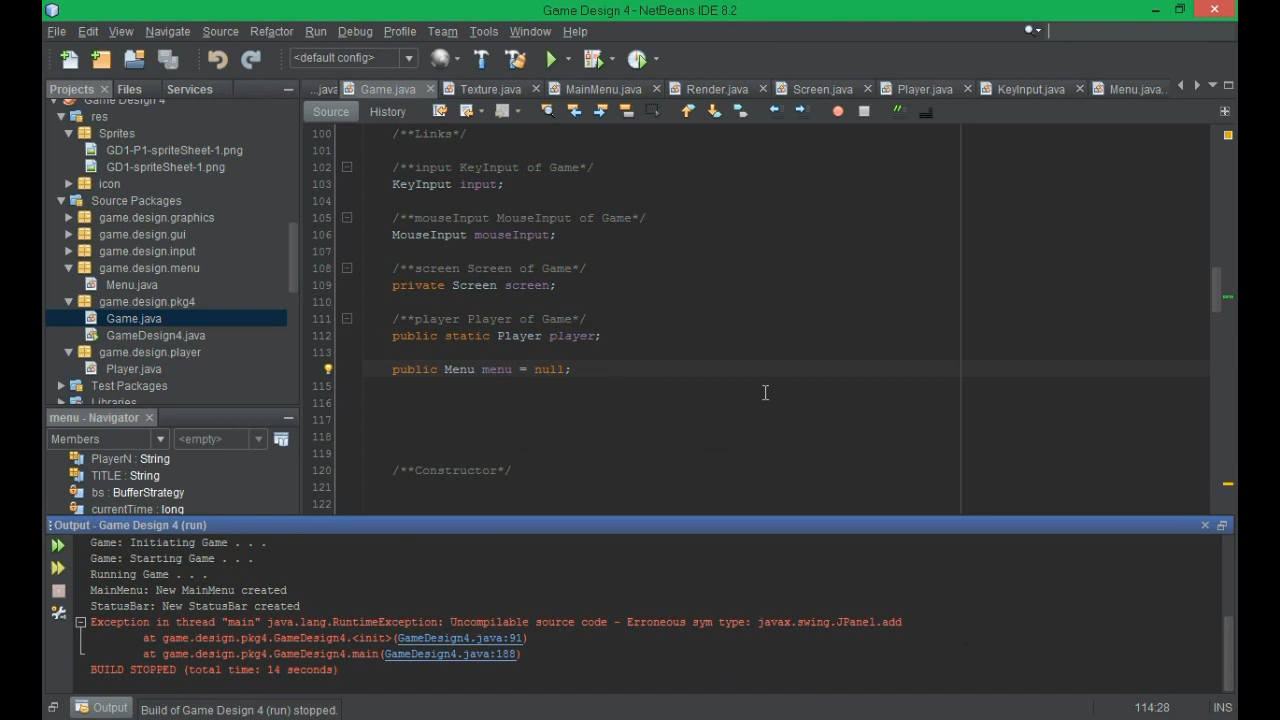 Game Design 4 - NetBeans IDE 8.2
File Edit View Navigate Source Refactor Run Debug Profile Team Tools Window Help
<default config>
Projects Files Services
...java Game.java Texture.java MainMenu.java Render.java Screen.java Player.java KeyInput.java Menu.java...
Source History
Game Design 4
res
Sprites
GD1-P1-spriteSheet-1.png
GD1-spriteSheet-1.png
icon
Source Packages
game.design.graphics
game.design.gui
game.design.input
game.design.menu
Menu.java
game.design.pkg4
Game.java
GameDesign4.java
game.design.player
Player.java
Test Packages
Libraries
menu - Navigator
Members <empty>
PlayerN : String
TITLE : String
bs : BufferStrategy
currentTime : long
100 /**Links*/
101
102 /**input KeyInput of Game*/
103 KeyInput input;
104
105 /**mouseInput MouseInput of Game*/
106 MouseInput mouseInput;
107
108 /**screen Screen of Game*/
109 private Screen screen;
110
111 /**player Player of Game*/
112 public static Player player;
113
public Menu menu = null;
115
116
117
118
119
120 /**Constructor*/
121
122
Output - Game Design 4 (run)
Game: Initiating Game . . .
Game: Starting Game . . .
Running Game . . .
MainMenu: New MainMenu created
StatusBar: New StatusBar created
Exception in thread "main" java.lang.RuntimeException: Uncompilable source code - Erroneous sym type: javax.swing.JPanel.add
at game.design.pkg4.GameDesign4.<init>(GameDesign4.java:91)
at game.design.pkg4.GameDesign4.main(GameDesign4.java:188)
BUILD STOPPED (total time: 14 seconds)
Output Build of Game Design 4 (run) stopped. 114:28 INS